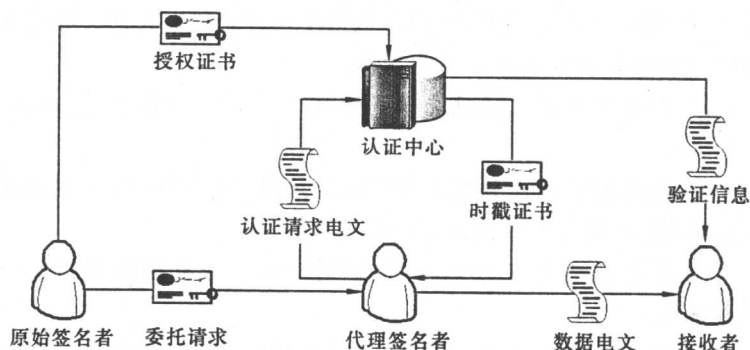 授权证书
认证中心
验证信息
认证请求电文
时戳证书
原始签名者
委托请求
代理签名者
数据电文
接收者